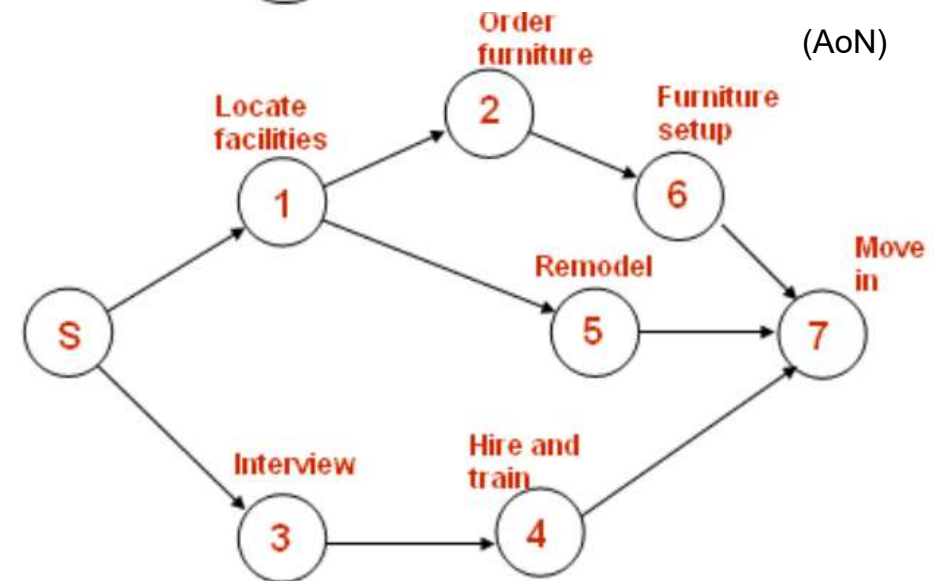 Order
furniture
(AoN)
2
Locate
facilities
Furniture
setup
1
6
Remodel
Move
in
S
5
7
Interview
Hire and
train
3
4